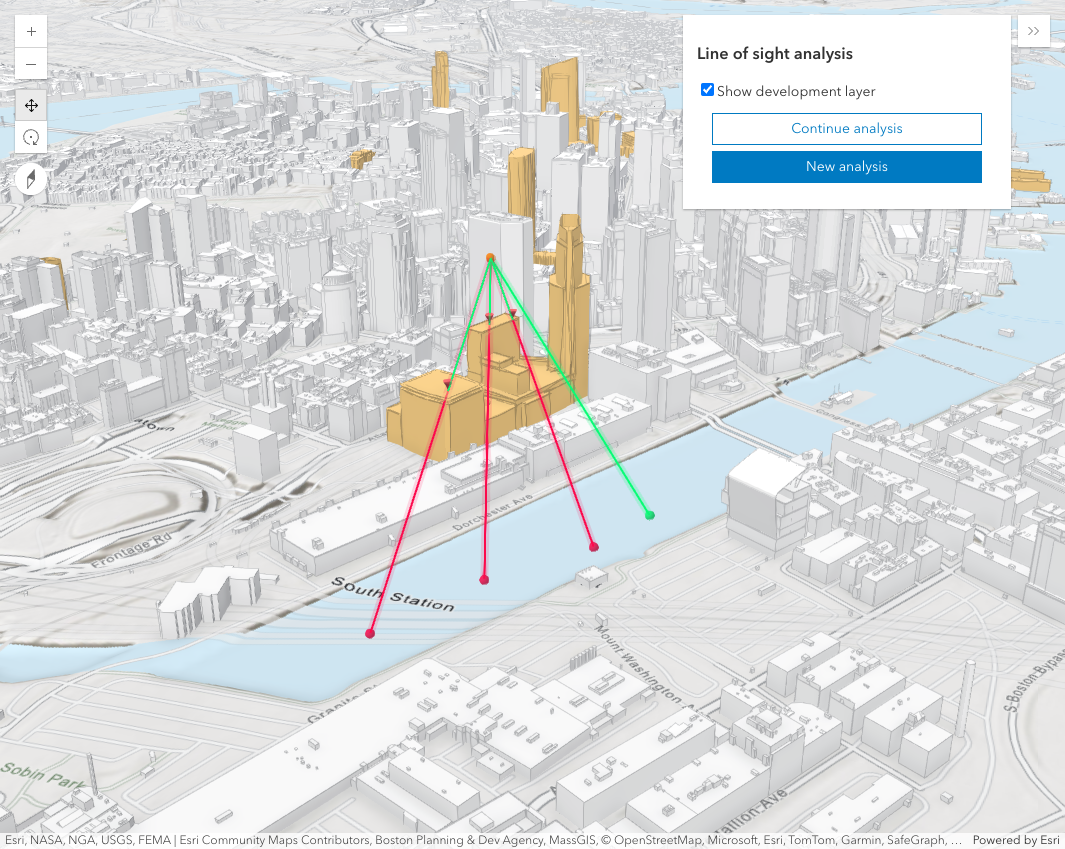 Line of sight analysis
Show development layer
Continue analysis
New analysis
Frontage Rd
Dorchester Ave
South Station
Mount Washington
S-Boston-Bypass
Sobin Park
Esri, NASA, NGA, USGS, FEMA | Esri Community Maps Contributors, Boston Planning & Dev Agency, MassGIS, © OpenStreetMap, Microsoft, Esri, TomTom, Garmin, SafeGraph, … Powered by Esri